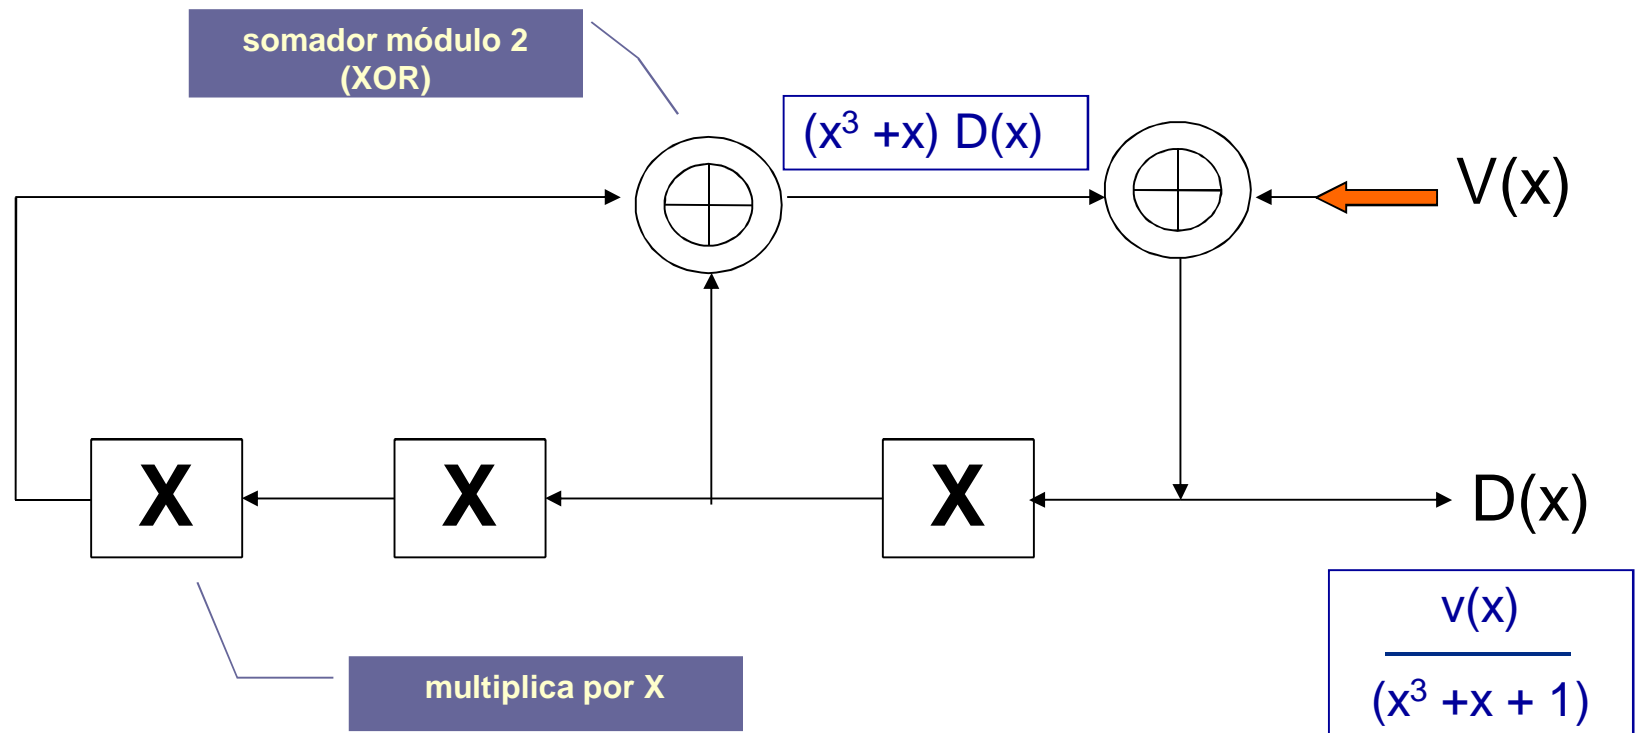 somador módulo 2
(XOR)
(x³ +x) D(x)
V(x)
X
X
X
D(x)
v(x)
(x³ +x + 1)
multiplica por X